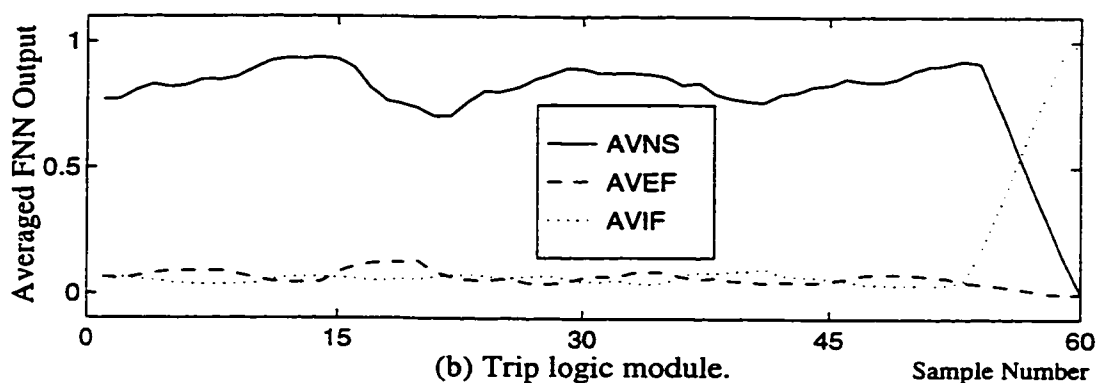 Averaged FNN Output
1
0.5
0
AVNS
AVEF
AVIF
0
15
30
45
60
(b) Trip logic module.
Sample Number